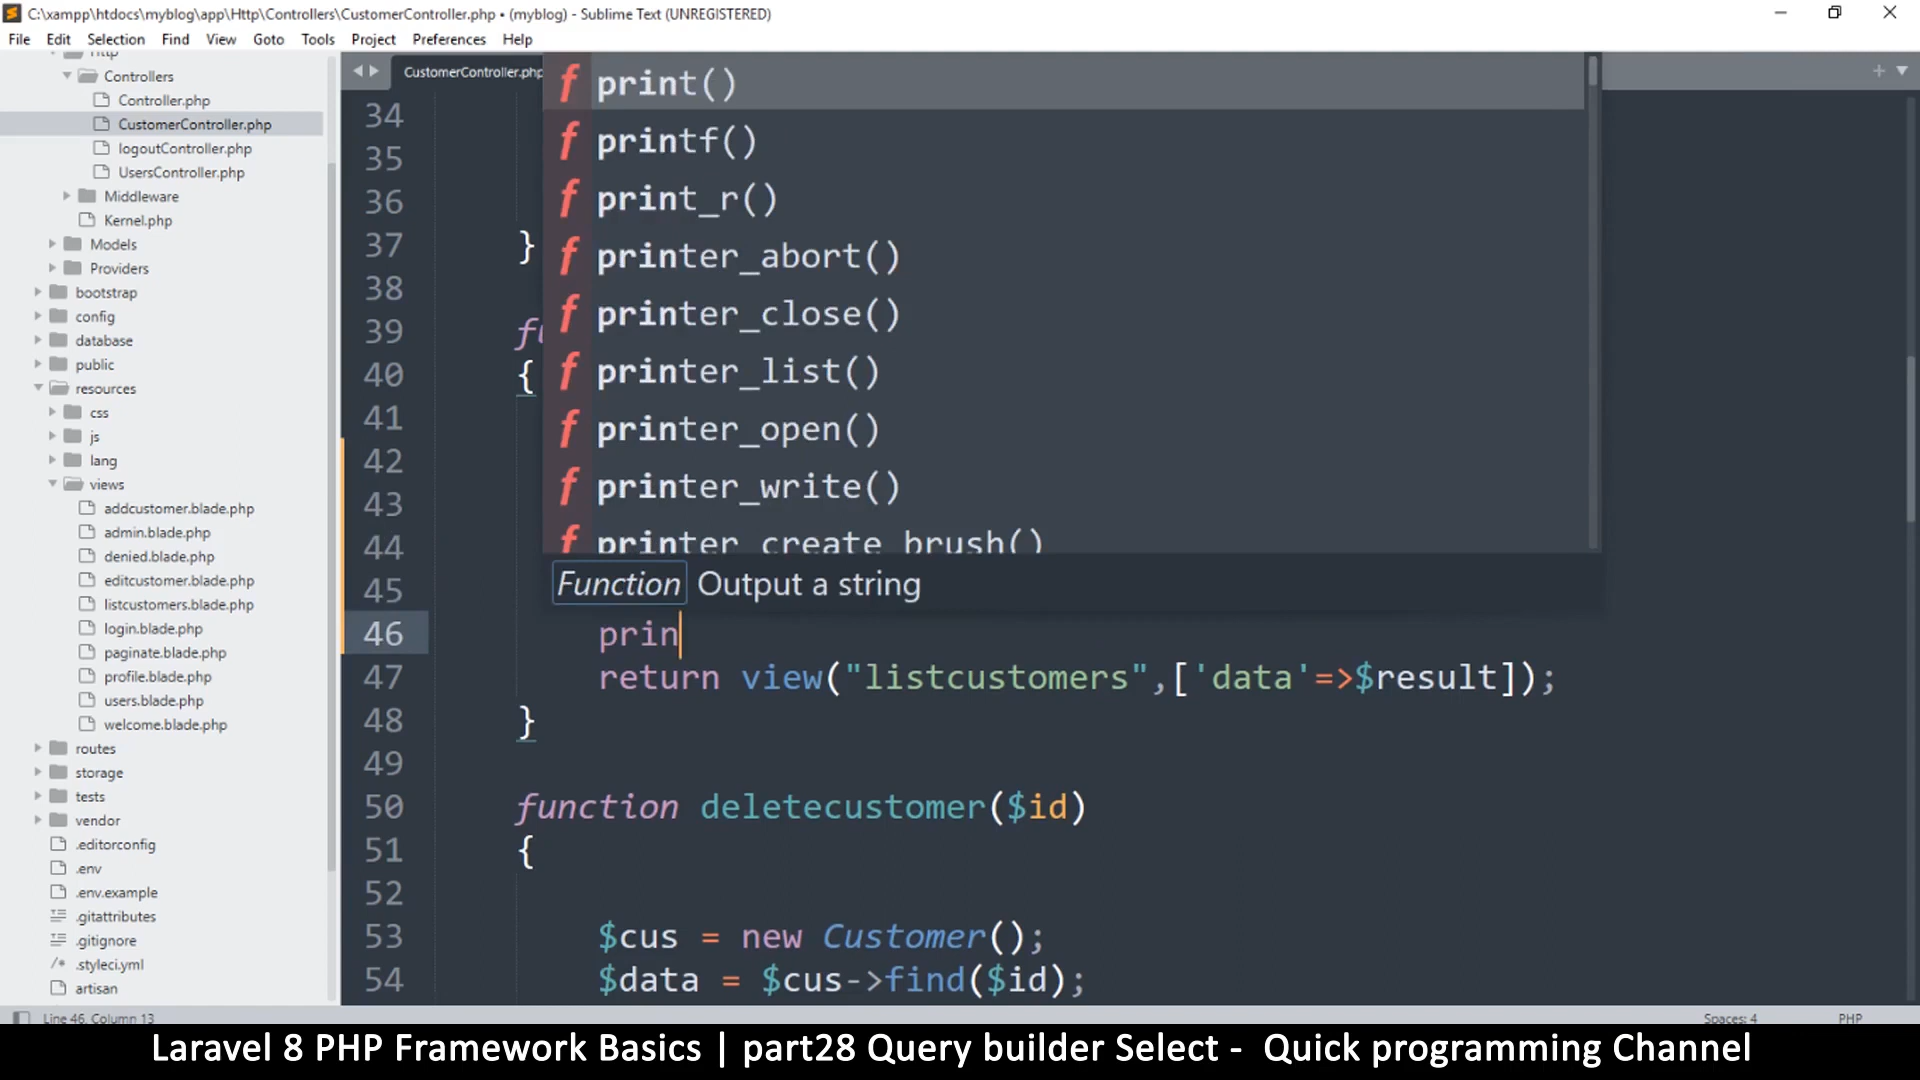 C:\xampp\htdocs\myblog\app\Http\Controllers\CustomerController.php • (myblog) - Sublime Text (UNREGISTERED)
File Edit Selection Find View Goto Tools Project Preferences Help
Http
Controllers
Controller.php
CustomerController.php
logoutController.php
UsersController.php
Middleware
Kernel.php
Models
Providers
bootstrap
config
database
public
resources
css
js
lang
views
addcustomer.blade.php
admin.blade.php
denied.blade.php
editcustomer.blade.php
listcustomers.blade.php
login.blade.php
paginate.blade.php
profile.blade.php
users.blade.php
welcome.blade.php
routes
storage
tests
vendor
.editorconfig
.env
.env.example
.gitattributes
.gitignore
/* .styleci.yml
artisan
CustomerController.php
f print()
f printf()
f print_r()
f printer_abort()
f printer_close()
f printer_list()
f printer_open()
f printer_write()
f printer_create_brush()
Function Output a string
34
35
36
37 }
38
39 fu
40 {
41
42
43
44
45
46 prin
47 return view("listcustomers",['data'=>$result]);
48 }
49
50 function deletecustomer($id)
51 {
52
53 $cus = new Customer();
54 $data = $cus->find($id);
Line 46, Column 13 Spaces: 4 PHP
Laravel 8 PHP Framework Basics | part28 Query builder Select - Quick programming Channel